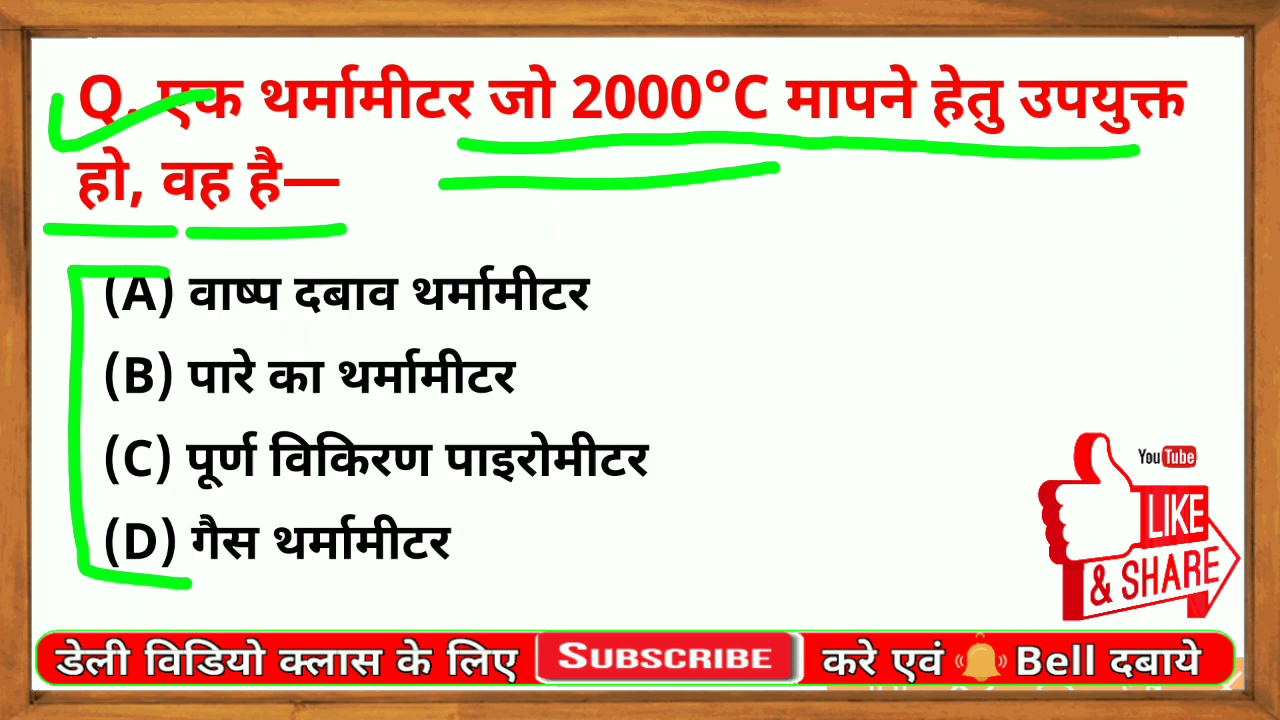 Q. एक थर्मामीटर जो 2000°C मापने हेतु उपयुक्त
हो, वह है—
(A) वाष्प दबाव थर्मामीटर
(B) पारे का थर्मामीटर
(C) पूर्ण विकिरण पाइरोमीटर
(D) गैस थर्मामीटर
YouTube
LIKE
& SHARE
डेली विडियो क्लास के लिए SUBSCRIBE करे एवं Bell दबाये